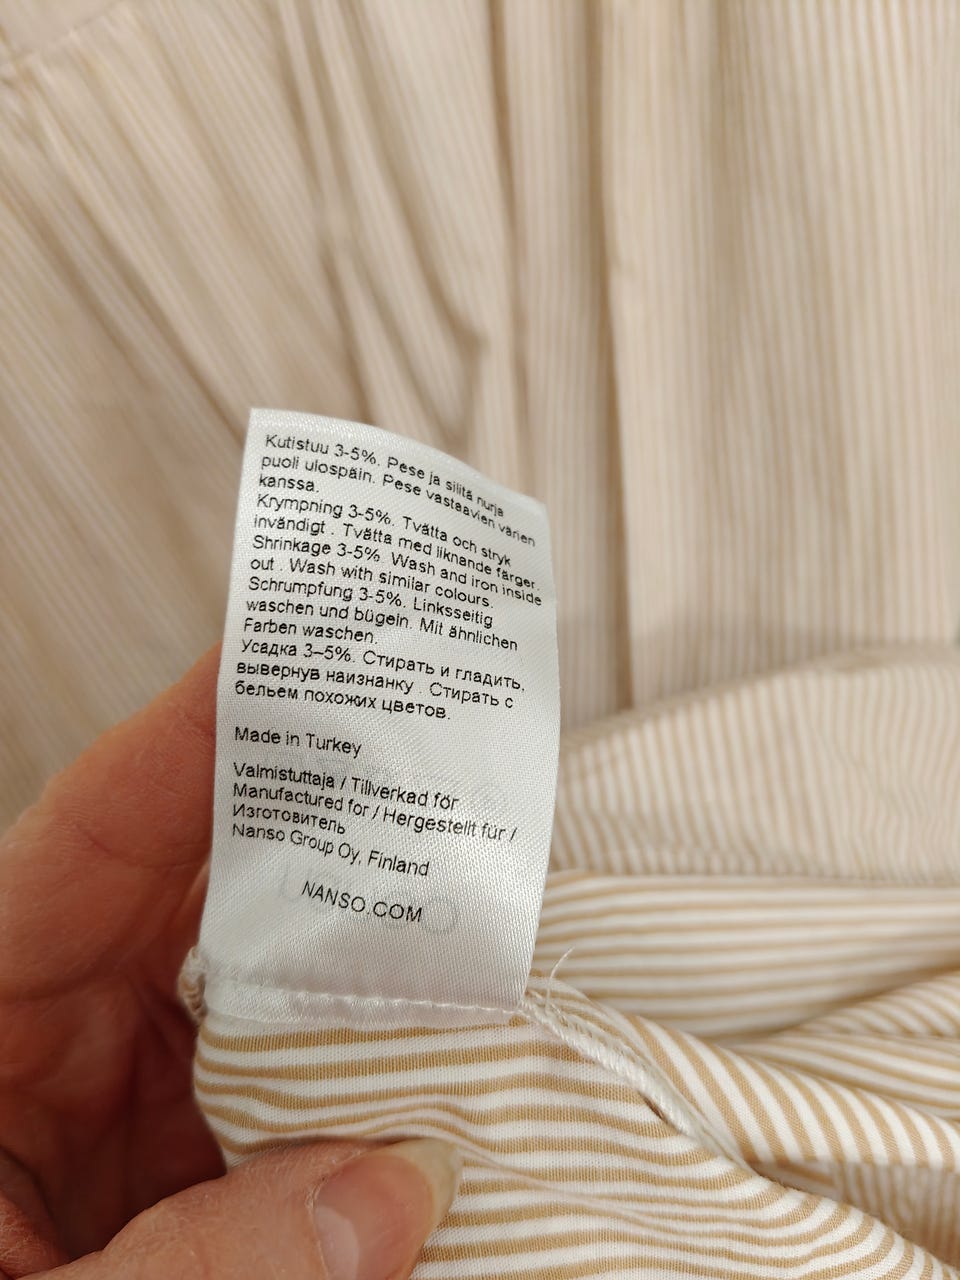 Kutistuu 3-5%. Pese ja silitä nurja
puoli ulospäin. Pese vastaavien värien
kanssa.
Krympning 3-5%. Tvätta och stryk
invändigt . Tvätta med liknande färger.
Shrinkage 3-5%. Wash and iron inside
out . Wash with similar colours.
Schrumpfung 3-5%. Linksseitig
waschen und bügeln. Mit ähnlichen
Farben waschen.
Усадка 3–5%. Стирать и гладить,
вывернув наизнанку . Стирать с
бельем похожих цветов.
Made in Turkey
Valmistuttaja / Tillverkad för
Manufactured for / Hergestellt für /
Изготовитель
Nanso Group Oy, Finland
NANSO.COM